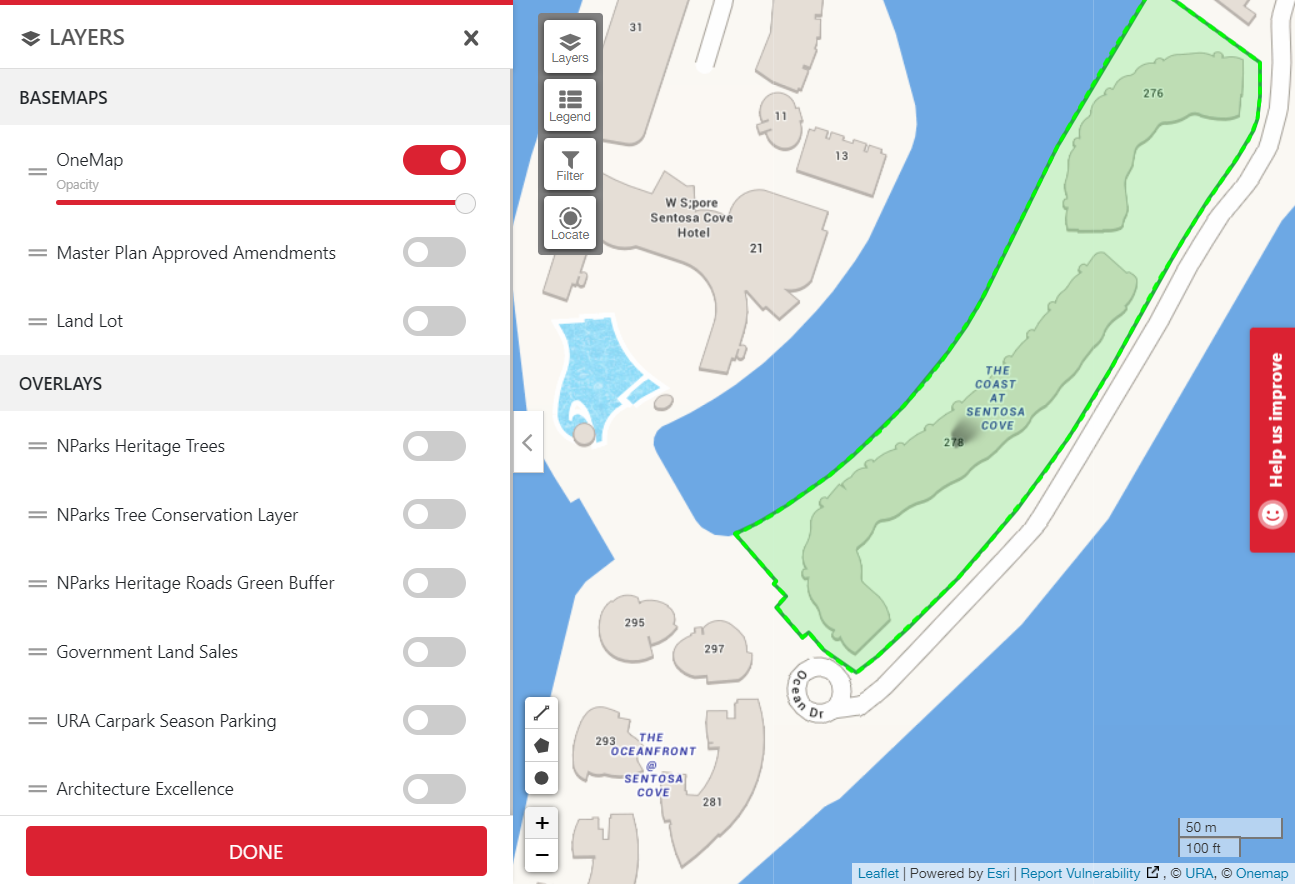 LAYERS
BASEMAPS
OneMap
Opacity
Master Plan Approved Amendments
Land Lot
OVERLAYS
NParks Heritage Trees
NParks Tree Conservation Layer
NParks Heritage Roads Green Buffer
Government Land Sales
URA Carpark Season Parking
Architecture Excellence
DONE
Layers
Legend
Filter
Locate
31
11
13
276
W S;pore
Sentosa Cove
Hotel
21
THE
COAST
AT
SENTOSA
COVE
278
295
297
Ocean Dr
293
THE
OCEANFRONT
@
SENTOSA
COVE
281
Help us improve
+
−
50 m
100 ft
Leaflet | Powered by Esri | Report Vulnerability , © URA, © Onemap